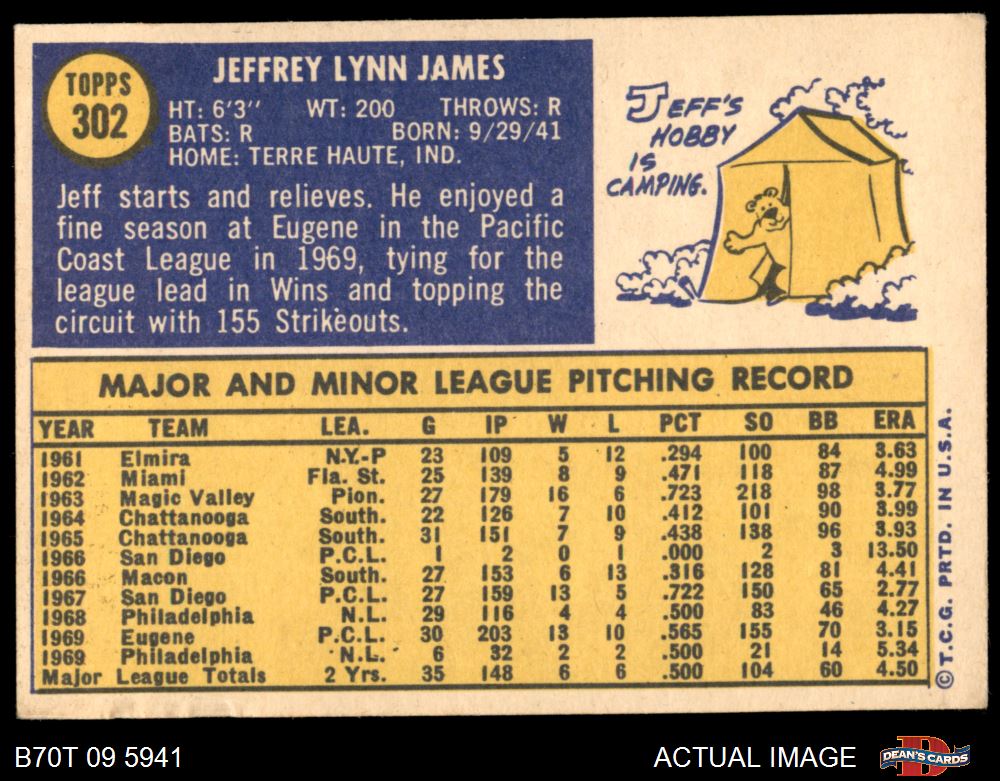 TOPPS
302
JEFFREY LYNN JAMES
HT: 6'3" WT: 200 THROWS: R
BATS: R BORN: 9/29/41
HOME: TERRE HAUTE, IND.
Jeff starts and relieves. He enjoyed a
fine season at Eugene in the Pacific
Coast League in 1969, tying for the
league lead in Wins and topping the
circuit with 155 Strikeouts.
JEFF'S
HOBBY
IS
CAMPING.
MAJOR AND MINOR LEAGUE PITCHING RECORD
YEAR TEAM LEA. G IP W L PCT SO BB ERA
1961 Elmira N.Y.-P 23 109 5 12 .294 100 84 3.63
1962 Miami Fla. St. 25 139 8 9 .471 118 87 4.99
1963 Magic Valley Pion. 27 179 16 6 .723 218 98 3.77
1964 Chattanooga South. 22 126 7 10 .412 101 90 3.99
1965 Chattanooga South. 31 151 7 9 .438 138 96 3.93
1966 San Diego P.C.L. 1 2 0 1 .000 2 3 13.50
1966 Macon South. 27 153 6 13 .316 128 81 4.41
1967 San Diego P.C.L. 27 159 13 5 .722 150 65 2.77
1968 Philadelphia N.L. 29 116 4 4 .500 83 46 4.27
1969 Eugene P.C.L. 30 203 13 10 .565 155 70 3.15
1969 Philadelphia N.L. 6 32 2 2 .500 21 14 5.34
Major League Totals 2 Yrs. 35 148 6 6 .500 104 60 4.50
© T.C.G. PRTD. IN U.S.A.
B70T 09 5941
ACTUAL IMAGE
DEAN'S CARDS